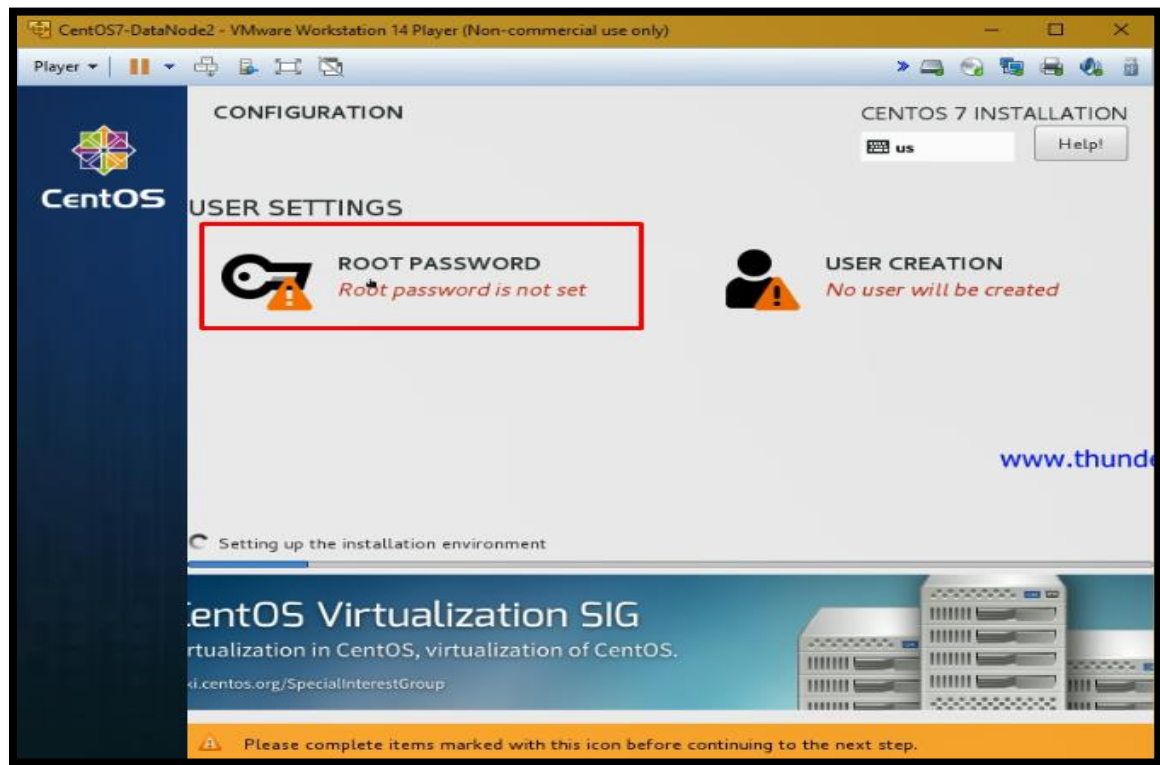 CentOS7-DataNode2 - VMware Workstation 14 Player (Non-commercial use only)
Player
CONFIGURATION
CENTOS 7 INSTALLATION
us
Help!
CentOS
USER SETTINGS
ROOT PASSWORD
Root password is not set
USER CREATION
No user will be created
www.thund
Setting up the installation environment
entOS Virtualization SIG
rtualization in CentOS, virtualization of CentOS.
ki.centos.org/SpecialInterestGroup
Please complete items marked with this icon before continuing to the next step.